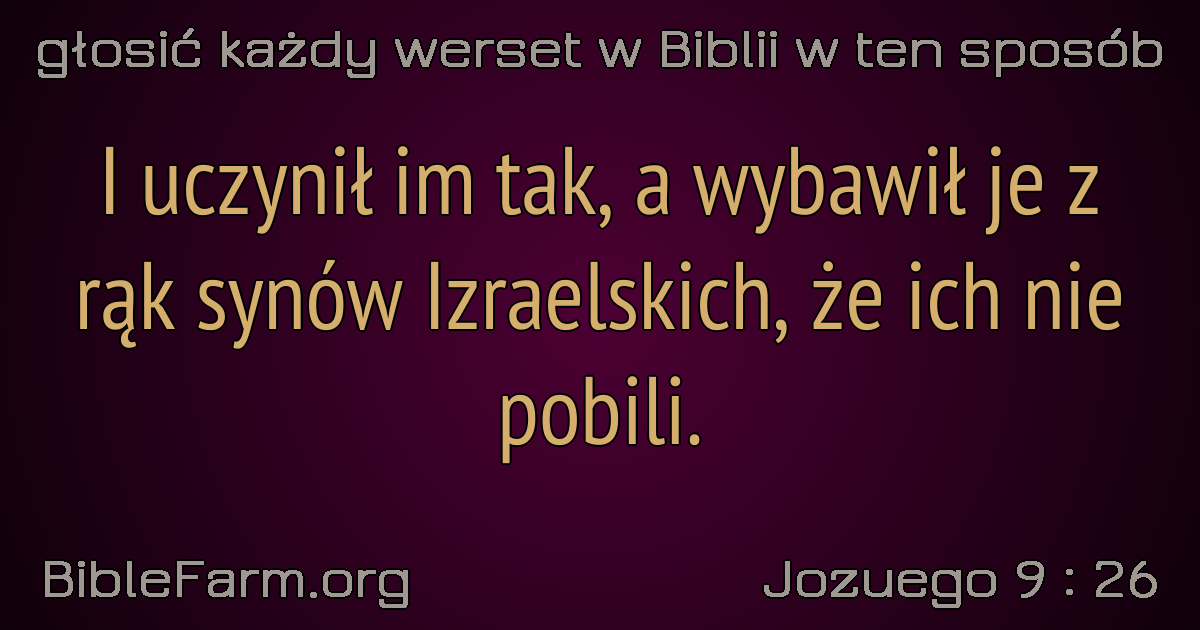 głosić każdy werset w Biblii w ten sposób
I uczynił im tak, a wybawił je z
rąk synów Izraelskich, że ich nie
pobili.
BibleFarm.org
Jozuego 9 : 26